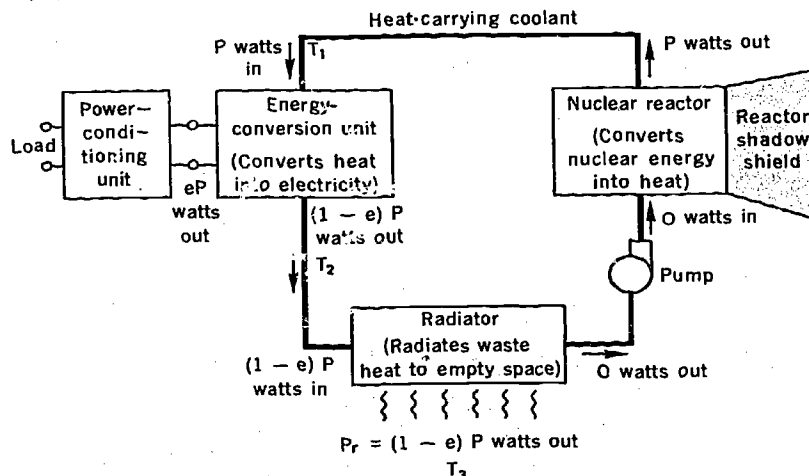 Heat-carrying coolant
P watts
in
T₁
P watts out
Power-
condi-
tioning
unit
Load
eP
watts
out
Energy-
conversion unit
(Converts heat
into electricity)
Nuclear reactor
(Converts
nuclear energy
into heat)
Reactor
shadow
shield
(1 – e) P
watts out
T₂
O watts in
Pump
Radiator
(Radiates waste
heat to empty space)
(1 – e) P
watts in
O watts out
Pᵣ = (1 – e) P watts out
T₃